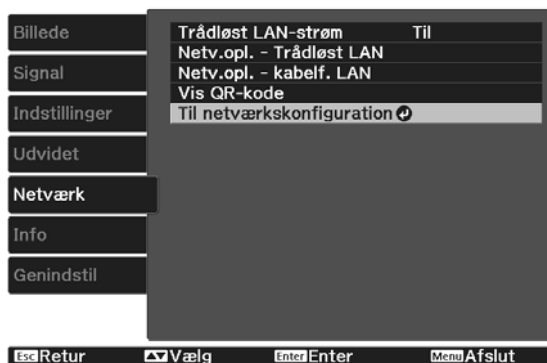 Billede
Signal
Indstillinger
Udvidet
Netværk
Info
Genindstil
Trådløst LAN-strøm Til
Netv.opl. - Trådløst LAN
Netv.opl. - kabelf. LAN
Vis QR-kode
Til netværkskonfiguration
Esc Retur Vælg Enter Enter Menu Afslut